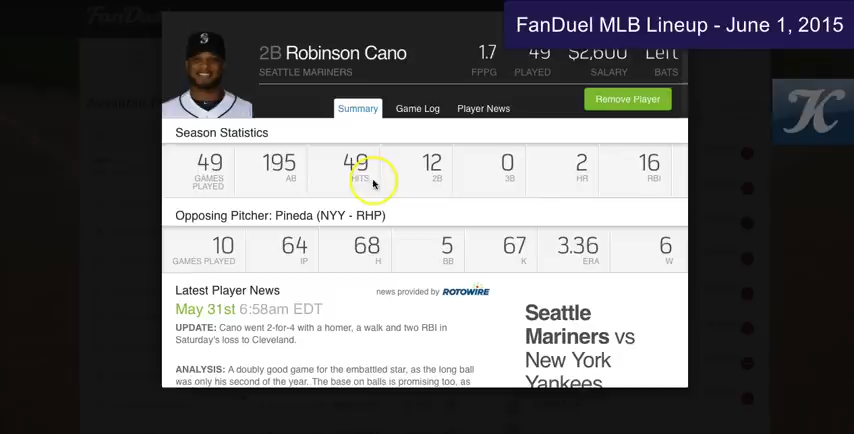 FanDuel MLB Lineup - June 1, 2015
2B Robinson Cano
SEATTLE MARINERS
1.7 49 $2,600 Left
FPPG PLAYED SALARY BATS
Summary Game Log Player News
Remove Player
Season Statistics
49 195 49 12 0 2 16
GAMES PLAYED AB HITS 2B 3B HR RBI
Opposing Pitcher: Pineda (NYY - RHP)
10 64 68 5 67 3.36 6
GAMES PLAYED IP H BB K ERA W
Latest Player News
news provided by ROTOWIRE
May 31st 6:58am EDT
UPDATE: Cano went 2-for-4 with a homer, a walk and two RBI in
Saturday's loss to Cleveland.
ANALYSIS: A doubly good game for the embattled star, as the long ball
was only his second of the year. The base on balls is promising too, as
Seattle
Mariners vs
New York
Yankees
K